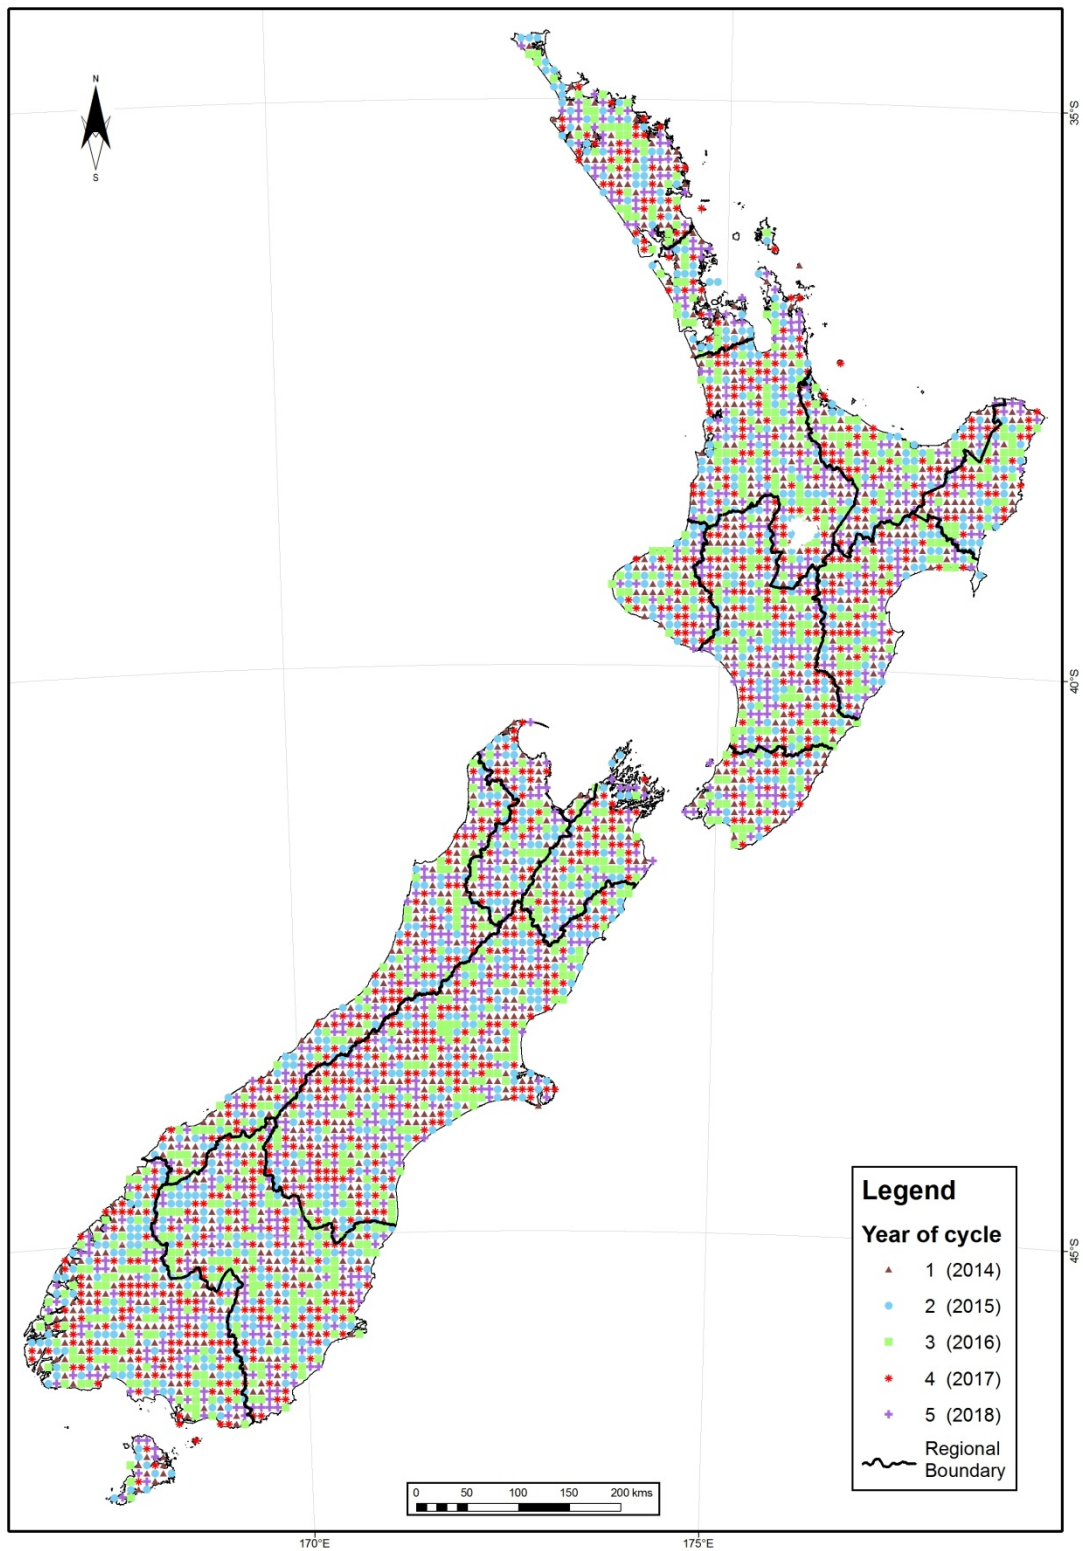 N
S
35°S
40°S
45°S
Legend
Year of cycle
1 (2014)
2 (2015)
3 (2016)
4 (2017)
5 (2018)
Regional
Boundary
0 50 100 150 200 kms
170°E 175°E